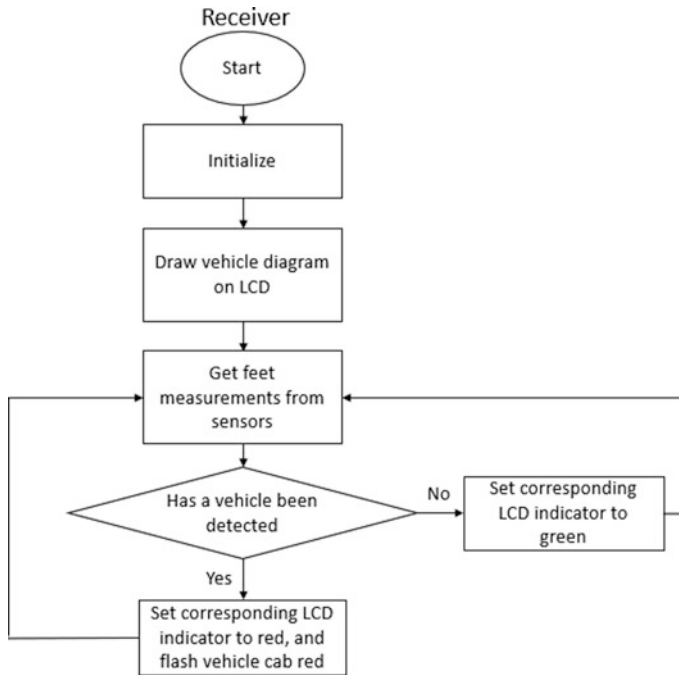 Receiver
Start
Initialize
Draw vehicle diagram
on LCD
Get feet
measurements from
sensors
Has a vehicle been
detected
No
Set corresponding
LCD indicator to
green
Yes
Set corresponding LCD
indicator to red, and
flash vehicle cab red